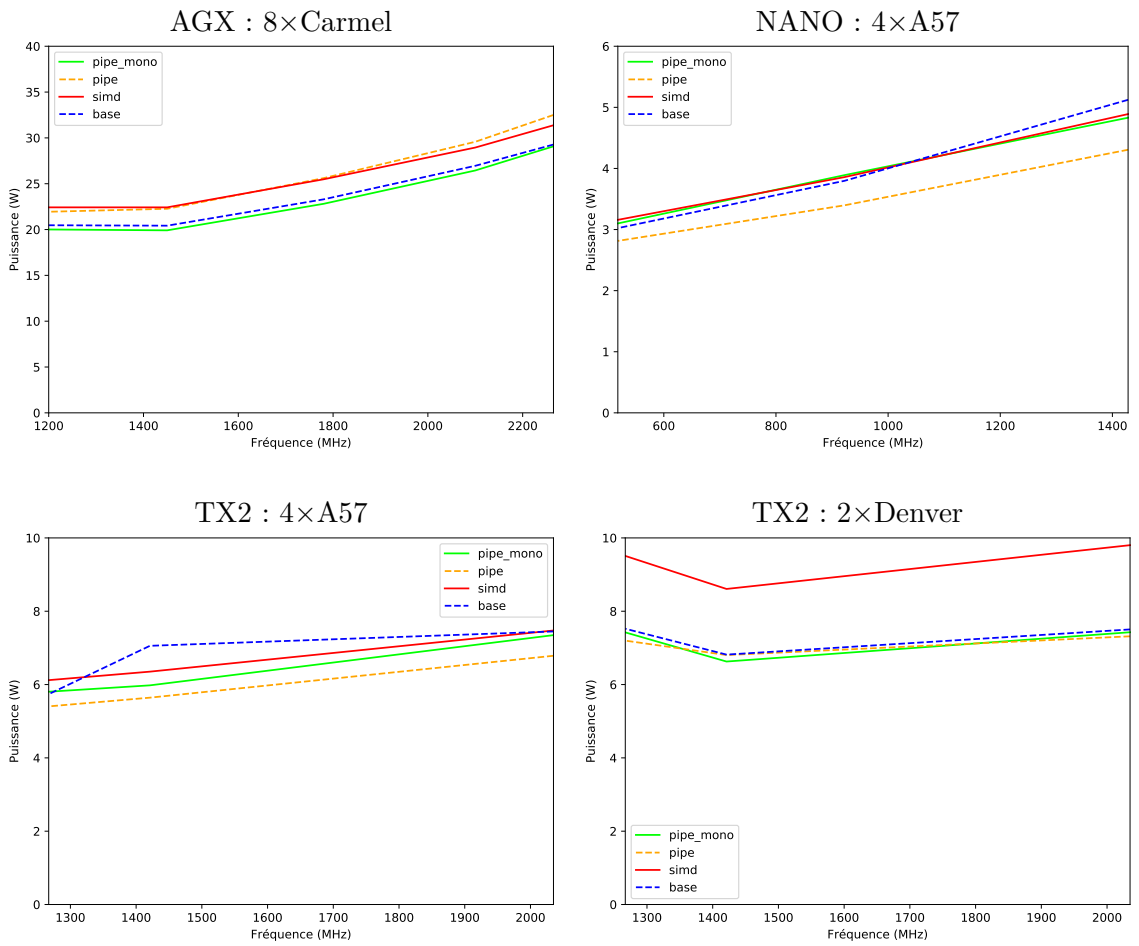 AGX : 8×Carmel
40
35
30
25
20
15
10
5
0
Puissance (W)
pipe_mono
pipe
simd
base
1200
1400
1600
1800
2000
2200
Fréquence (MHz)
NANO : 4×A57
6
5
4
3
2
1
0
Puissance (W)
pipe_mono
pipe
simd
base
600
800
1000
1200
1400
Fréquence (MHz)
TX2 : 4×A57
10
8
6
4
2
0
Puissance (W)
pipe_mono
pipe
simd
base
1300
1400
1500
1600
1700
1800
1900
2000
Fréquence (MHz)
TX2 : 2×Denver
10
8
6
4
2
0
Puissance (W)
pipe_mono
pipe
simd
base
1300
1400
1500
1600
1700
1800
1900
2000
Fréquence (MHz)